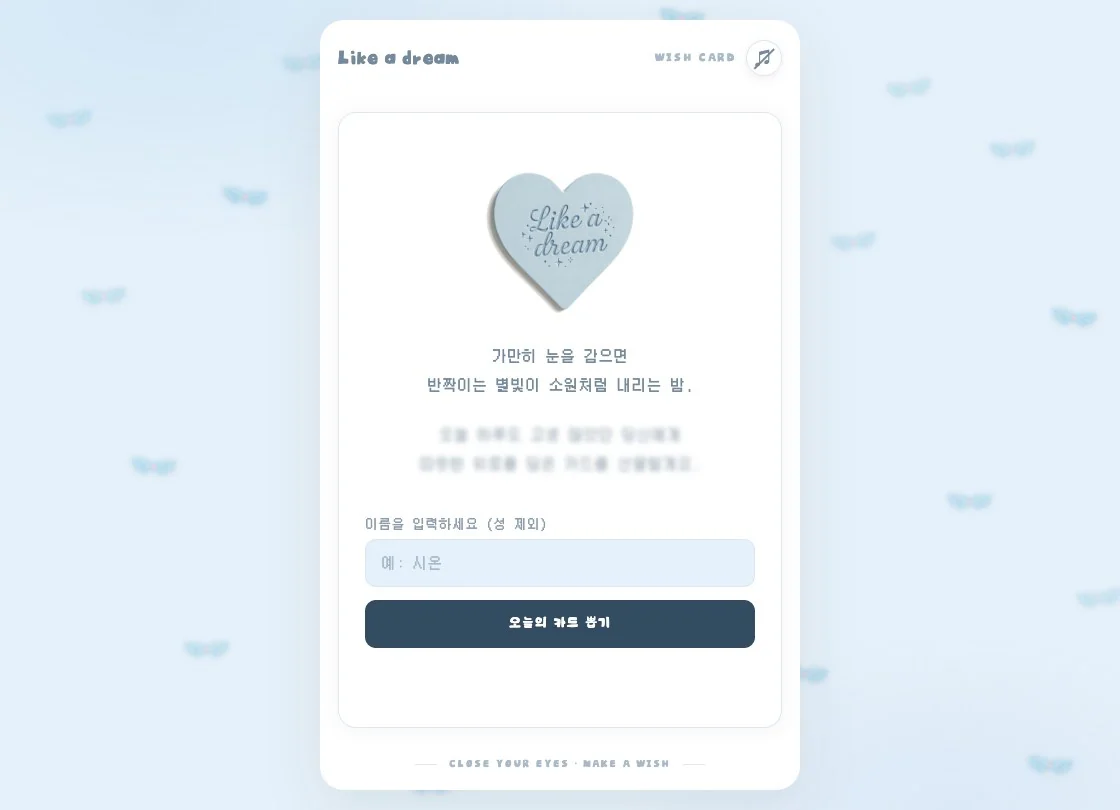 Like a dream
WISH CARD
Like a
dream
가만히 눈을 감으면
반짝이는 별빛이 소원처럼 내리는 밤.
이름을 입력하세요 (성 제외)
예: 시온
오늘의 카드 뽑기
CLOSE YOUR EYES · MAKE A WISH